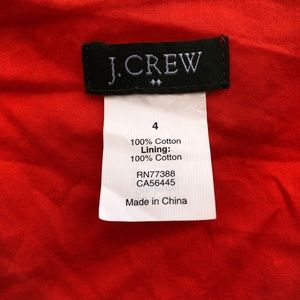 J.CREW
4
100% Cotton
Lining:
100% Cotton
RN77388
CA56445
Made in China